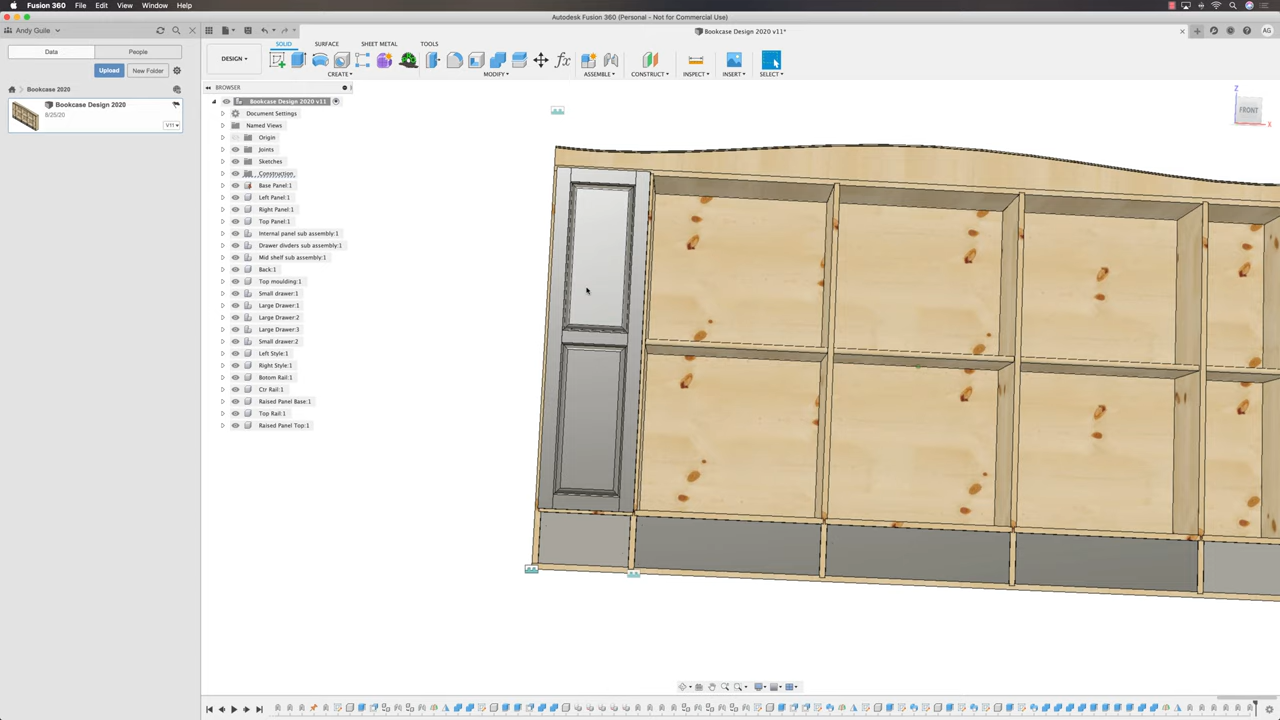 Fusion 360 File Edit View Window Help
Autodesk Fusion 360 (Personal - Not for Commercial Use)
Andy Guile
Bookcase Design 2020 v11*
AG
Data People
Upload New Folder
Bookcase 2020
Bookcase Design 2020
8/25/20
V11
DESIGN
SOLID SURFACE SHEET METAL TOOLS
CREATE MODIFY ASSEMBLE CONSTRUCT INSPECT INSERT SELECT
BROWSER
Bookcase Design 2020 v11
Document Settings
Named Views
Origin
Joints
Sketches
Construction
Base Panel:1
Left Panel:1
Right Panel:1
Top Panel:1
Internal panel sub assembly:1
Drawer divders sub assembly:1
Mid shelf sub assembly:1
Back:1
Top moulding:1
Small drawer:1
Large Drawer:1
Large Drawer:2
Large Drawer:3
Small drawer:2
Left Style:1
Right Style:1
Botom Rail:1
Ctr Rail:1
Raised Panel Base:1
Top Rail:1
Raised Panel Top:1
Z
FRONT
X